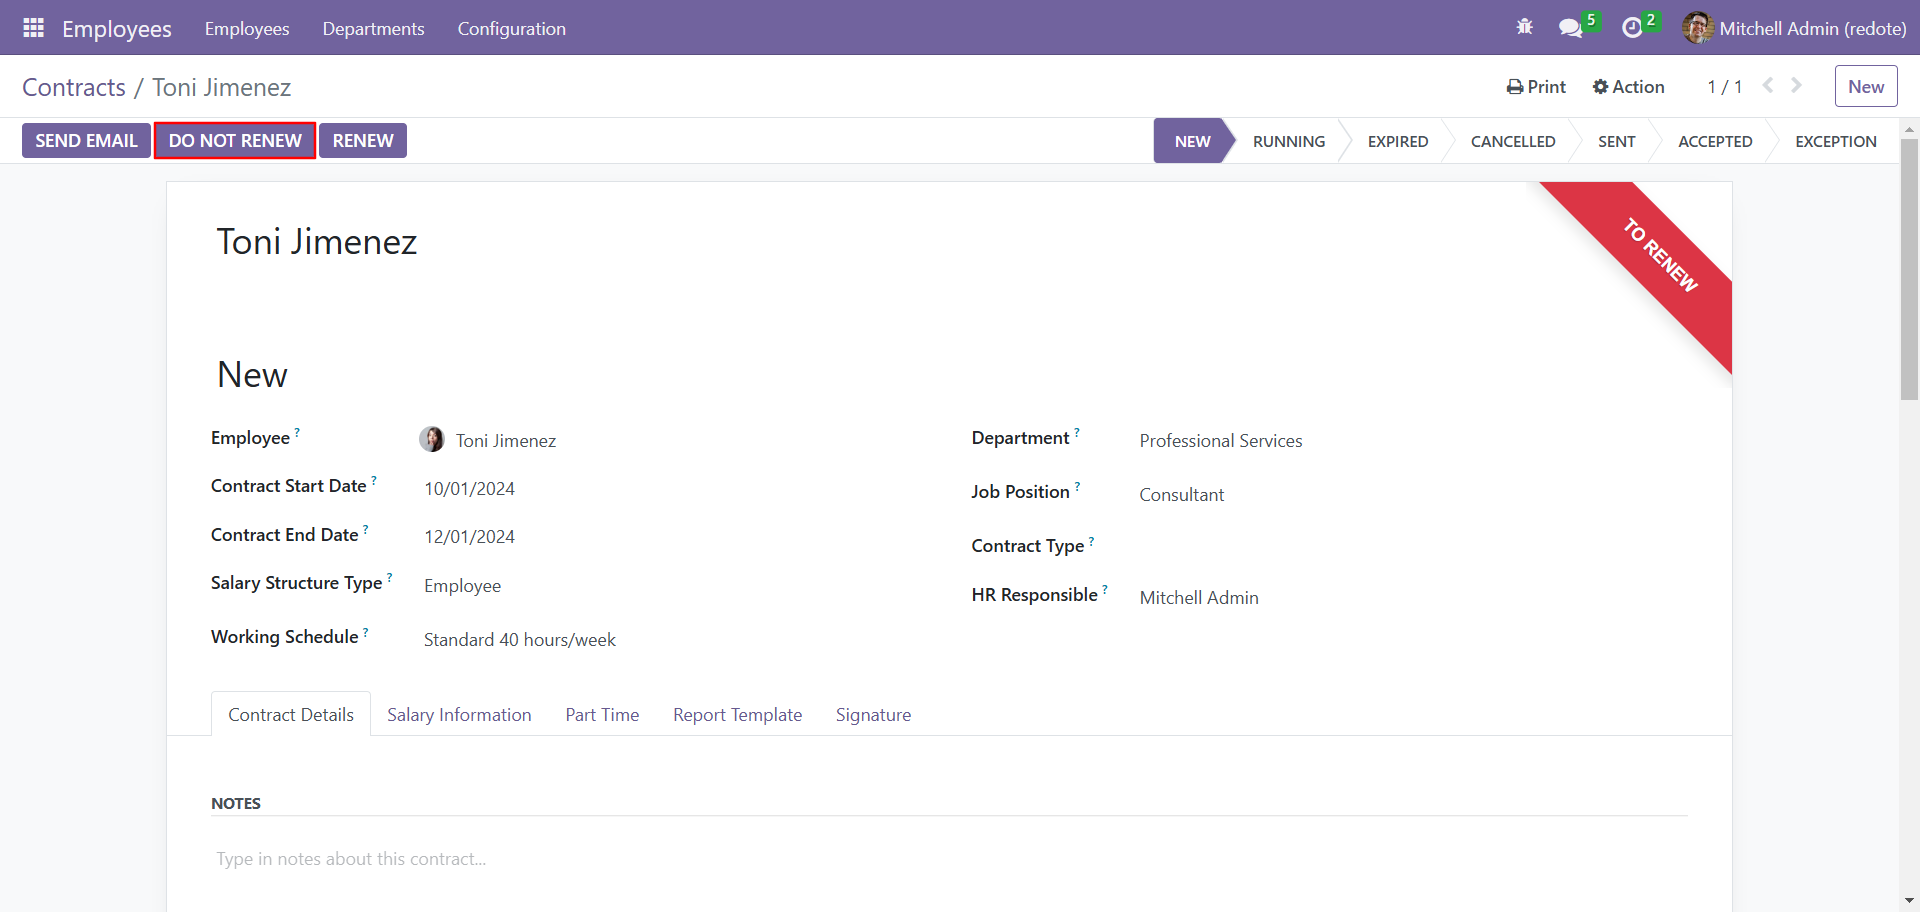 Employees Employees Departments Configuration 5 2 Mitchell Admin (redote)
Contracts / Toni Jimenez Print Action 1 / 1 New
SEND EMAIL DO NOT RENEW RENEW NEW RUNNING EXPIRED CANCELLED SENT ACCEPTED EXCEPTION
TO RENEW
Toni Jimenez
New
Employee ? Toni Jimenez Department ? Professional Services
Contract Start Date ? 10/01/2024 Job Position ? Consultant
Contract End Date ? 12/01/2024 Contract Type ?
Salary Structure Type ? Employee HR Responsible ? Mitchell Admin
Working Schedule ? Standard 40 hours/week
Contract Details Salary Information Part Time Report Template Signature
NOTES
Type in notes about this contract...